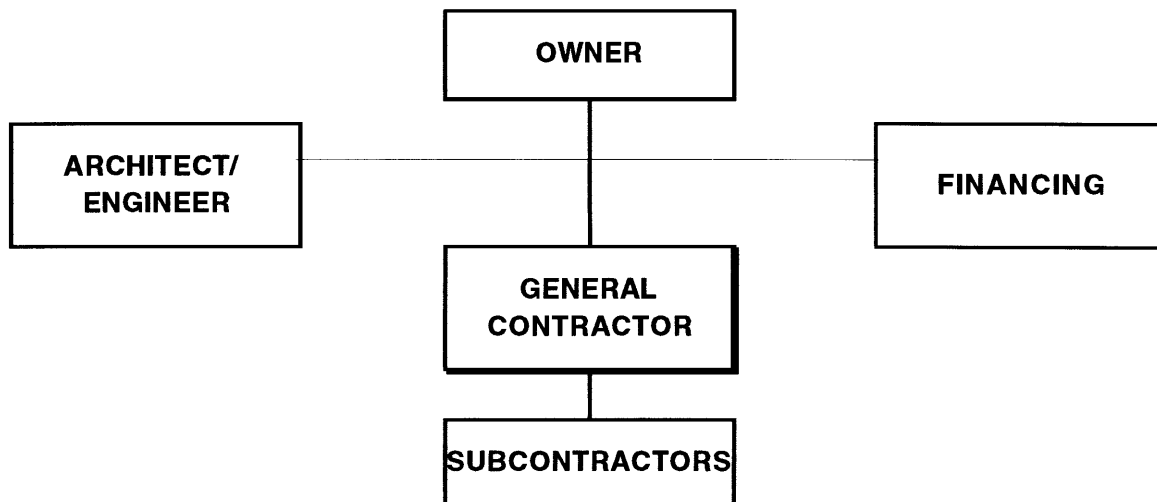 OWNER
ARCHITECT/
ENGINEER
FINANCING
GENERAL
CONTRACTOR
SUBCONTRACTORS